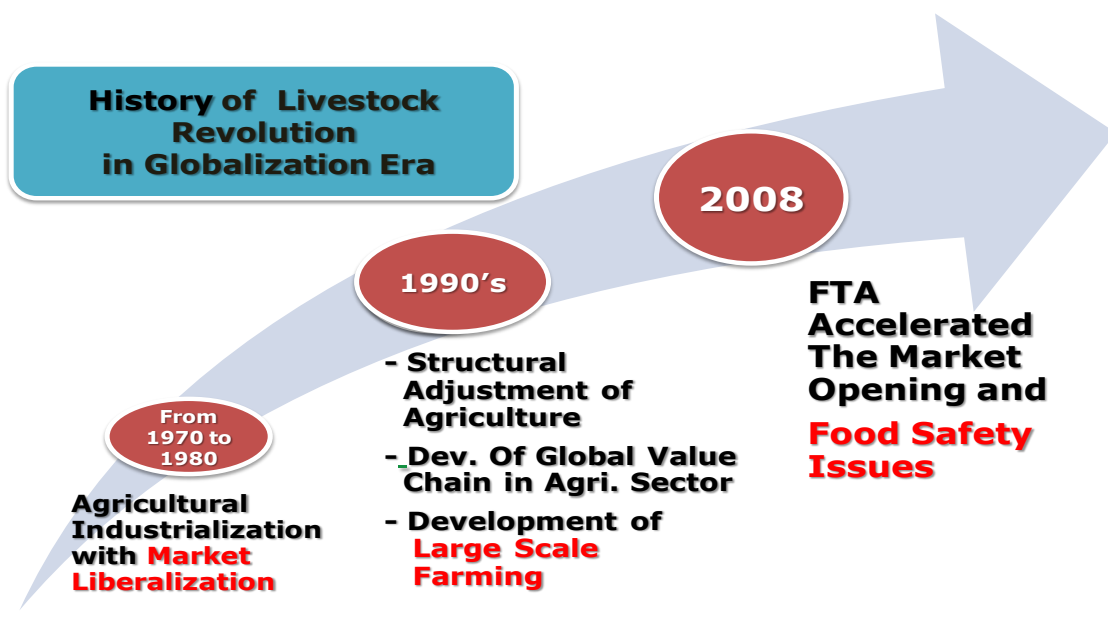 History of Livestock
Revolution
in Globalization Era
2008
1990's
FTA
Accelerated
The Market
Opening and
Food Safety
Issues
- Structural
Adjustment of
Agriculture
- Dev. Of Global Value
Chain in Agri. Sector
- Development of
Large Scale
Farming
From
1970 to
1980
Agricultural
Industrialization
with Market
Liberalization